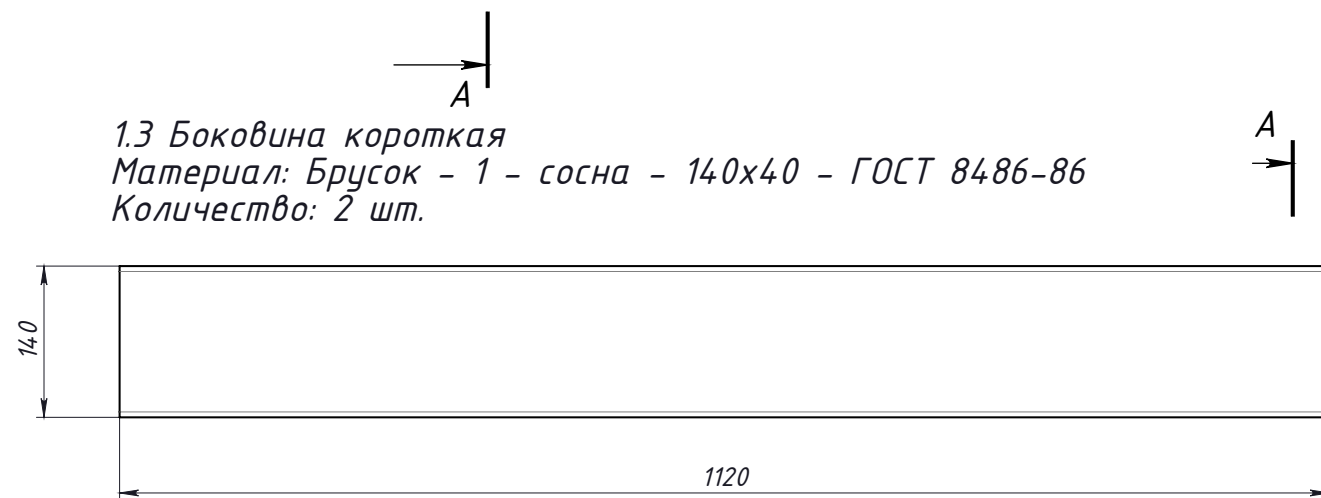 А
1.3 Боковина короткая
А
Материал: Брусок - 1 - сосна - 140х40 - ГОСТ 8486-86
Количество: 2 шт.
140
1120